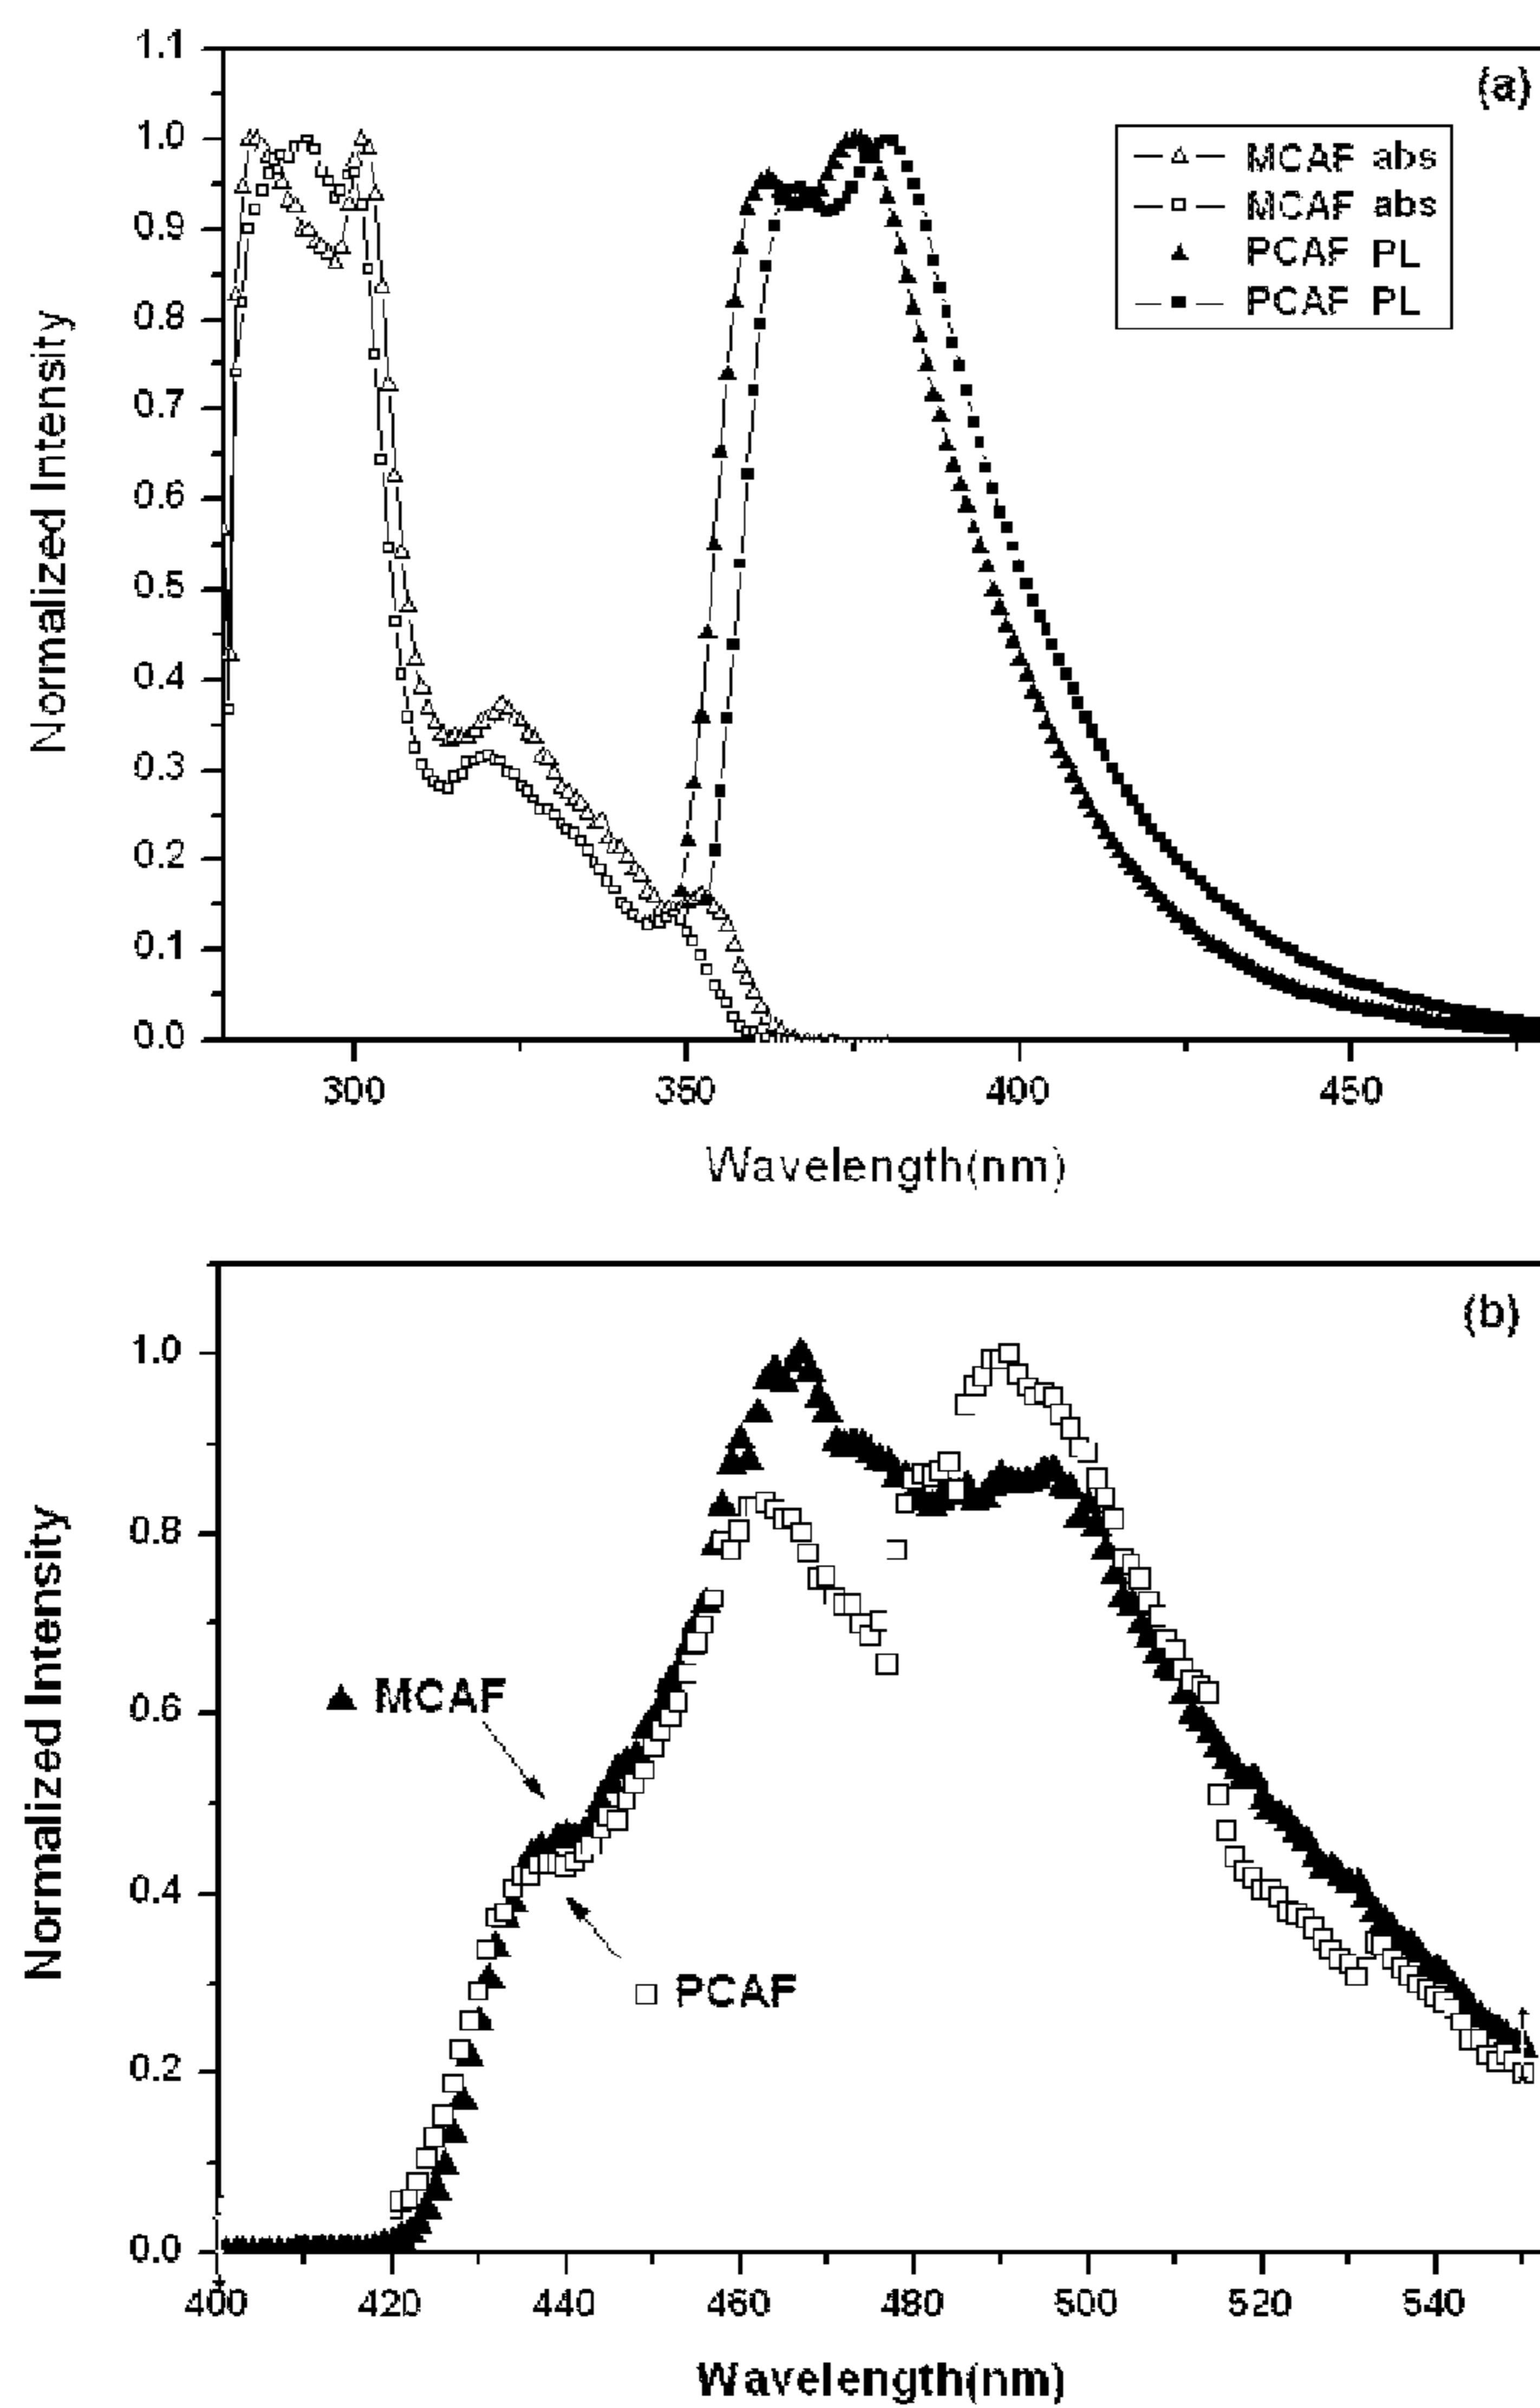 (a)
1.1
1.0
0.9
0.8
0.7
0.6
0.5
0.4
0.3
0.2
0.1
0.0
Normalized Intensity
MCAF abs
MCAF abs
PCAF PL
PCAF PL
300
350
400
450
Wavelength(nm)
(b)
1.0
0.8
0.6
0.4
0.2
0.0
Normalized Intensity
MCAF
PCAF
400
420
440
460
480
500
520
540
Wavelength(nm)